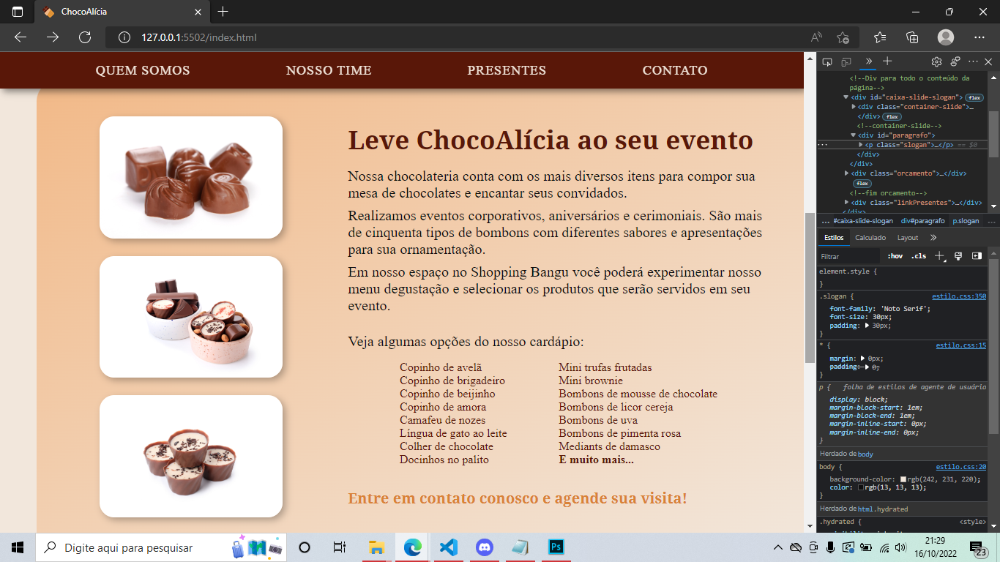 ChocoAlícia
127.0.0.1:5502/index.html
QUEM SOMOS NOSSO TIME PRESENTES CONTATO
Leve ChocoAlícia ao seu evento
Nossa chocolateria conta com os mais diversos itens para compor sua
mesa de chocolates e encantar seus convidados.
Realizamos eventos corporativos, aniversários e cerimoniais. São mais
de cinquenta tipos de bombons com diferentes sabores e apresentações
para sua ornamentação.
Em nosso espaço no Shopping Bangu você poderá experimentar nosso
menu degustação e selecionar os produtos que serão servidos em seu
evento.
Veja algumas opções do nosso cardápio:
Copinho de avelã
Copinho de brigadeiro
Copinho de beijinho
Copinho de amora
Camafeu de nozes
Língua de gato ao leite
Colher de chocolate
Docinhos no palito
Mini trufas frutadas
Mini brownie
Bombons de mousse de chocolate
Bombons de licor cereja
Bombons de uva
Bombons de pimenta rosa
Mediants de damasco
E muito mais...
Entre em contato conosco e agende sua visita!
<!--Div para todo o conteúdo da
página-->
<div id="caixa-slide-slogan"> flex
<div class="container-slide">…
</div> flex
<!--container-slide-->
<div id="paragrafo">
<p class="slogan">…</p> == $0
</div>
</div>
<div class="orcamento">…</div>
flex
<!--fim orcamento-->
<div class="linkPresentes">…</div>
… #caixa-slide-slogan div#paragrafo p.slogan …
Estilos Calculado Layout
Filtrar :hov .cls
element.style {
}
.slogan { estilo.css:350
font-family: 'Noto Serif';
font-size: 30px;
padding: 30px;
}
* { estilo.css:15
margin: 0px;
padding: 0;
}
p { folha de estilos de agente de usuário
display: block;
margin-block-start: 1em;
margin-block-end: 1em;
margin-inline-start: 0px;
margin-inline-end: 0px;
}
Herdado de body
body { estilo.css:20
background-color: rgb(242, 231, 220);
color: rgb(13, 13, 13);
}
Herdado de html.hydrated
.hydrated { <style>
Digite aqui para pesquisar
Ps
21:29
16/10/2022
23